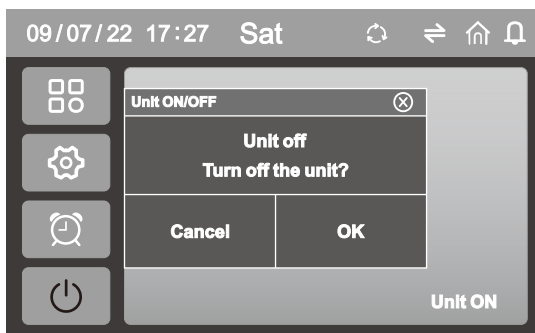 09/07/22 17:27 Sat
Unit ON/OFF
Unit off
Turn off the unit?
Cancel OK
Unit ON